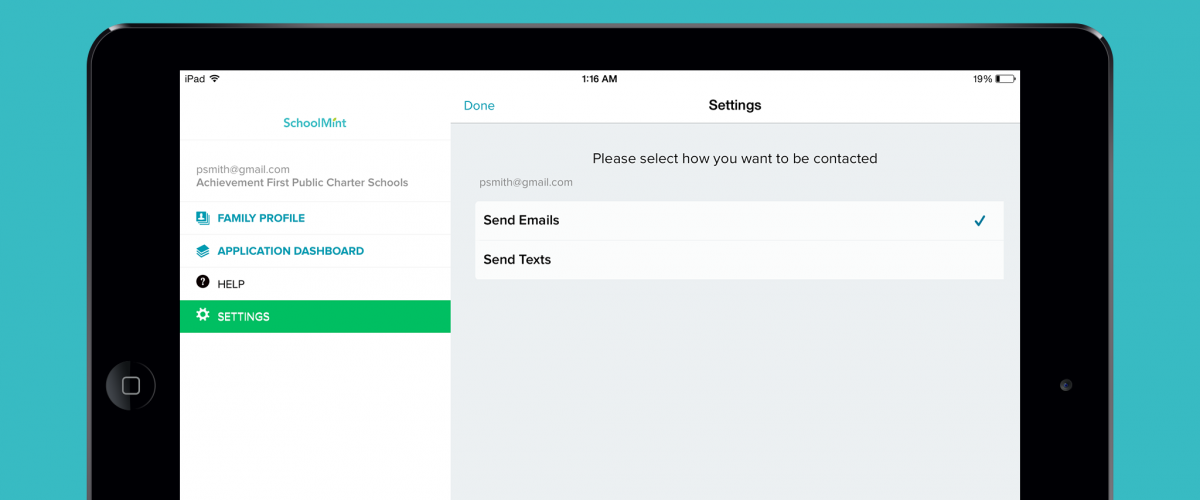 iPad 1:16 AM 19%
SchoolMint
psmith@gmail.com
Achievement First Public Charter Schools
FAMILY PROFILE
APPLICATION DASHBOARD
? HELP
SETTINGS
Done Settings
Please select how you want to be contacted
psmith@gmail.com
Send Emails
Send Texts